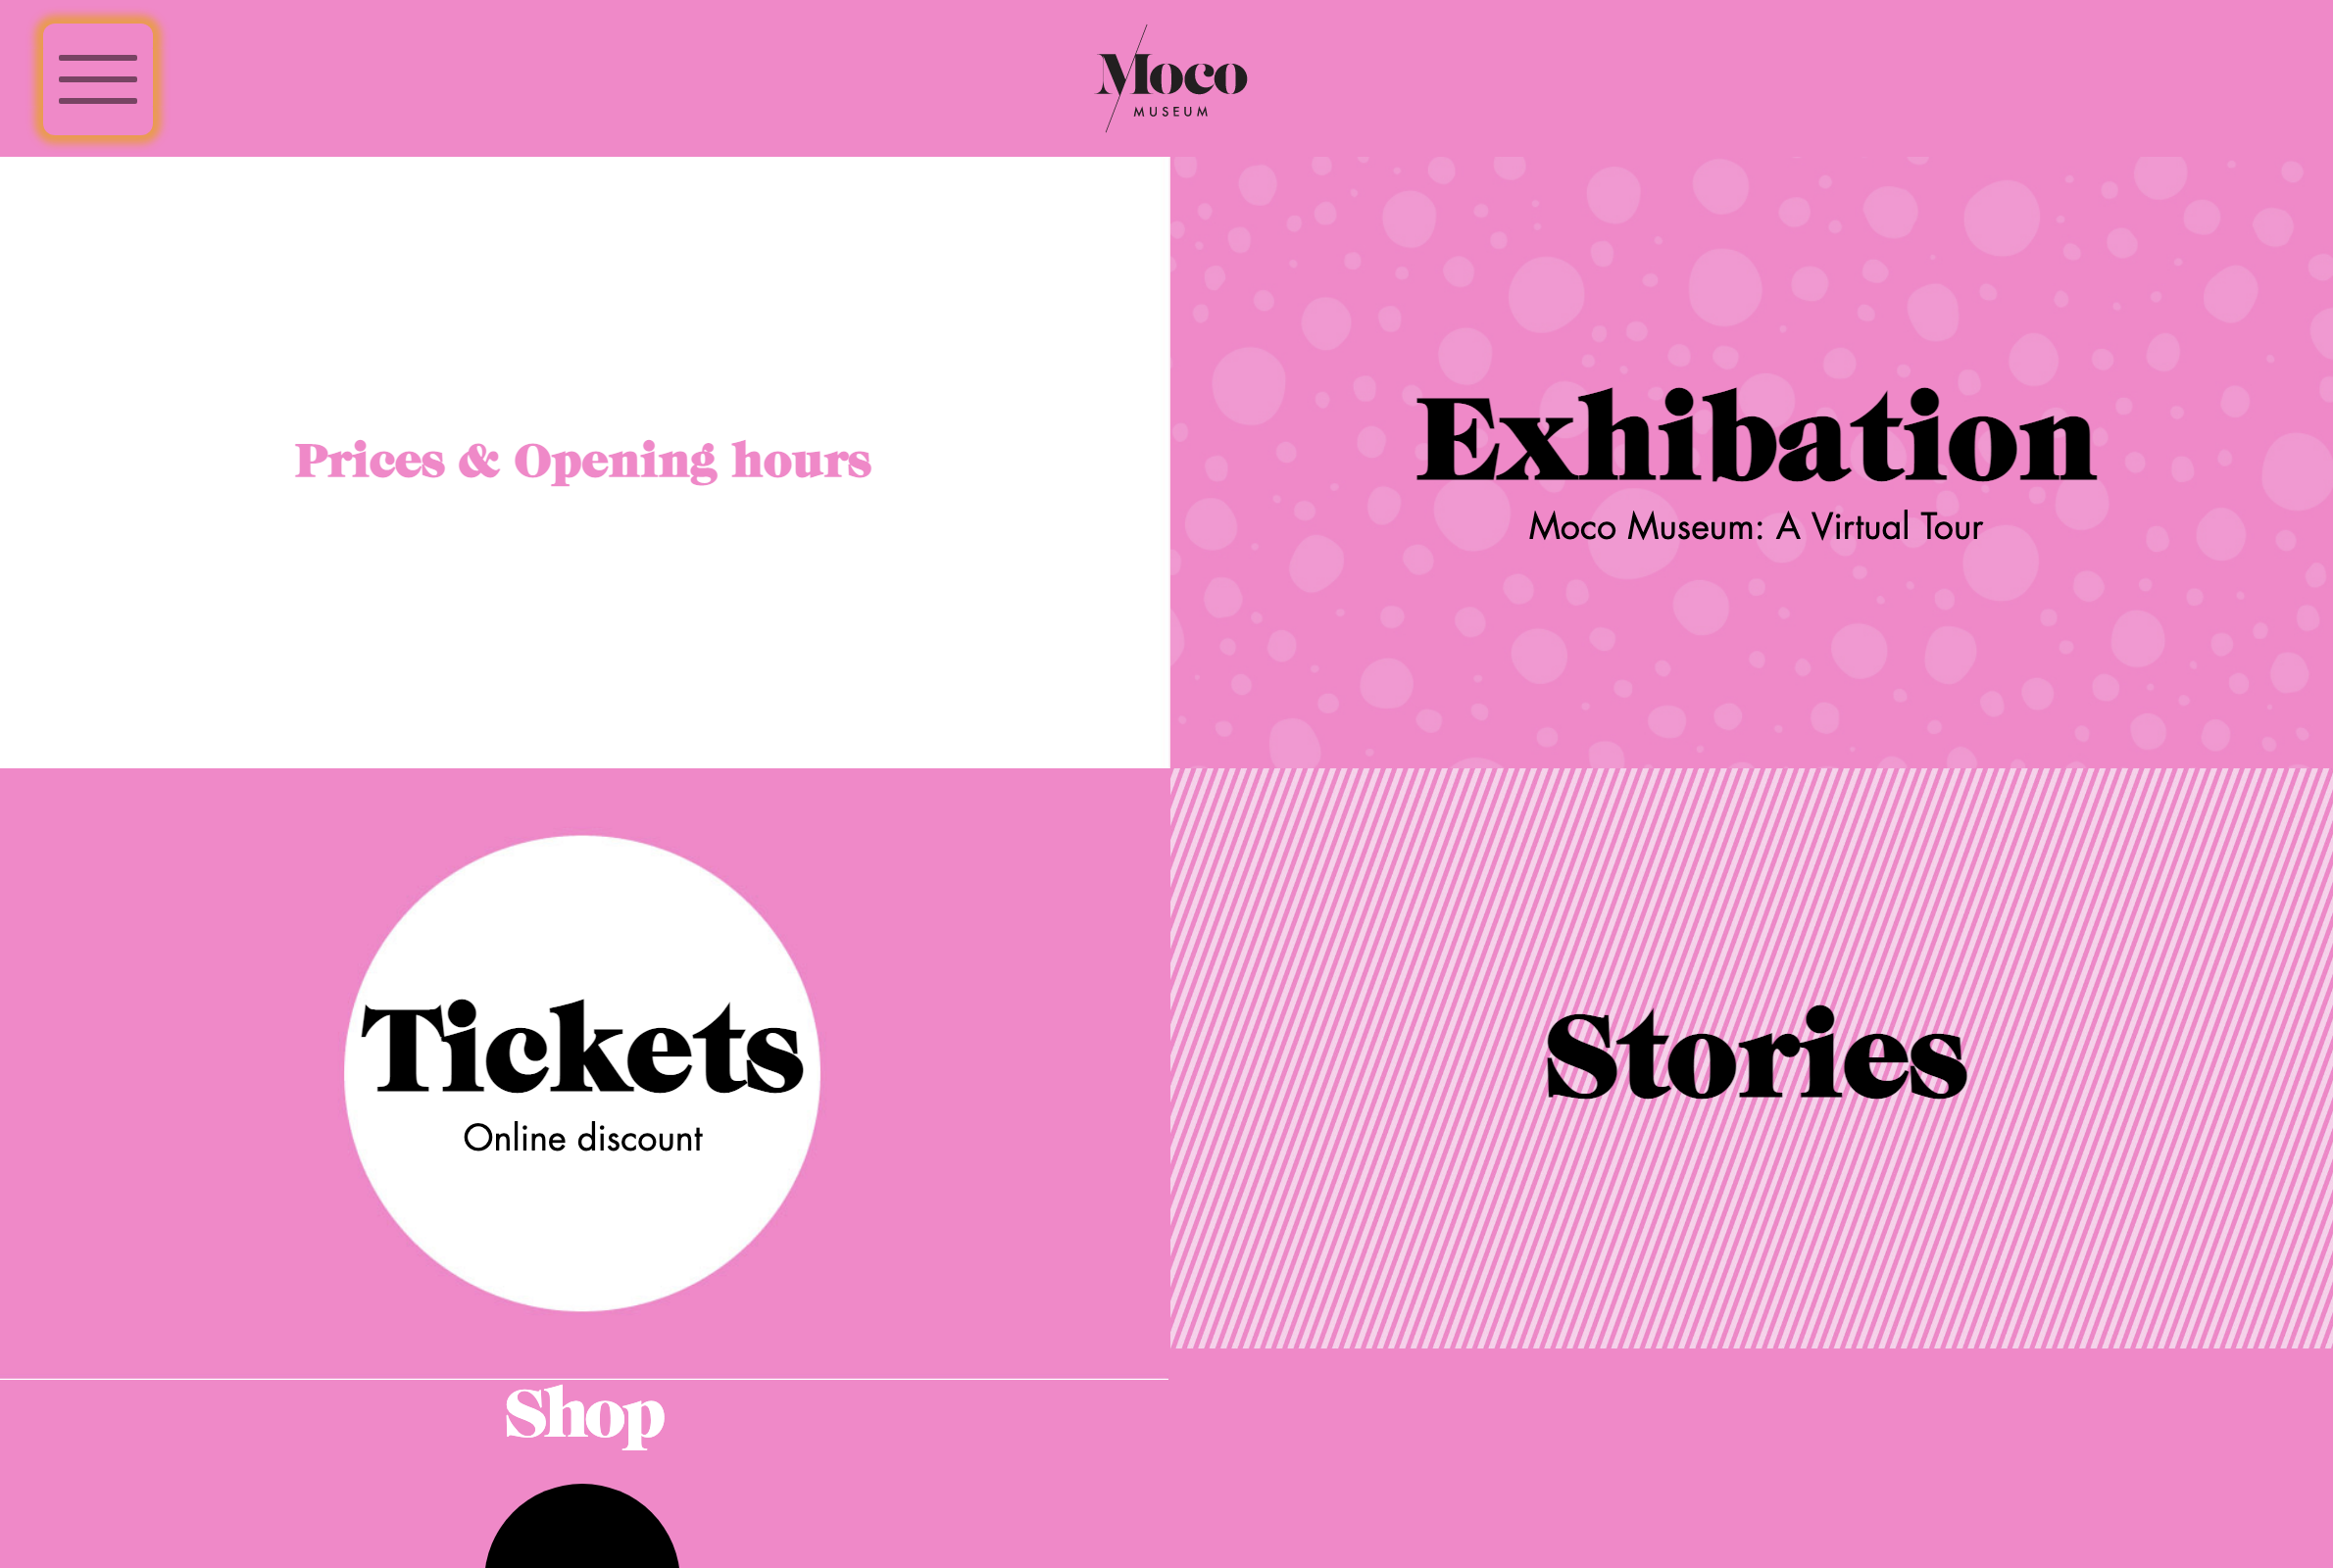 Moco
MUSEUM
Prices & Opening hours
Exhibation
Moco Museum: A Virtual Tour
Tickets
Online discount
Stories
Shop